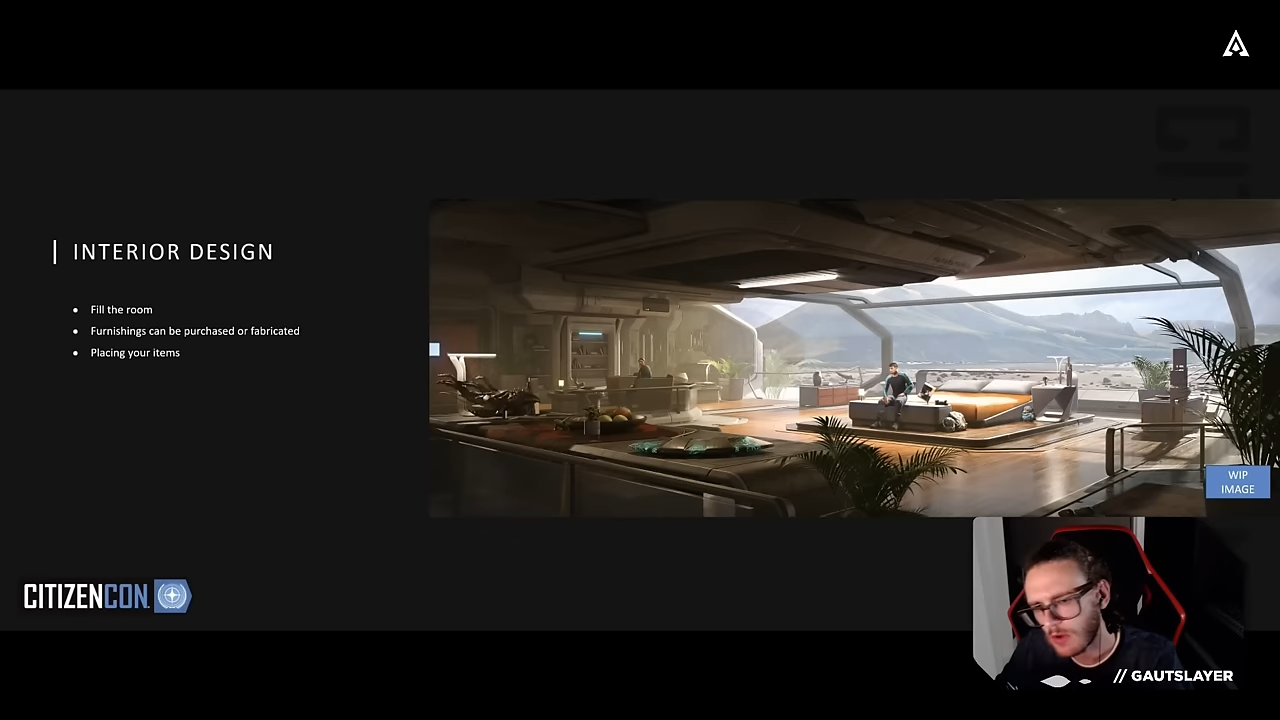 INTERIOR DESIGN
• Fill the room
• Furnishings can be purchased or fabricated
• Placing your items
WIP
IMAGE
CITIZENCON
// GAUTSLAYER